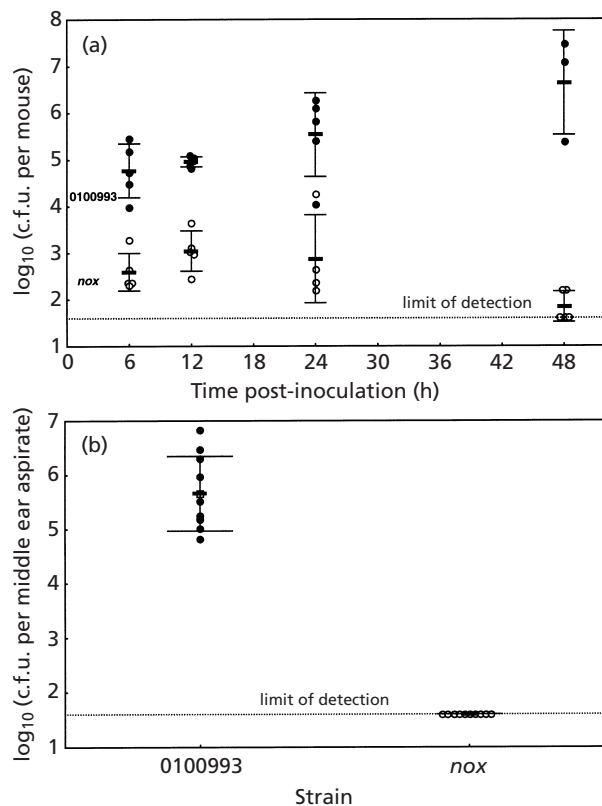 (a)
log10 (c.f.u. per mouse)
8
7
6
5
4
3
2
1
0100993
nox
limit of detection
0 6 12 18 24 30 36 42 48
Time post-inoculation (h)
(b)
log10 (c.f.u. per middle ear aspirate)
7
6
5
4
3
2
1
limit of detection
0100993 nox
Strain